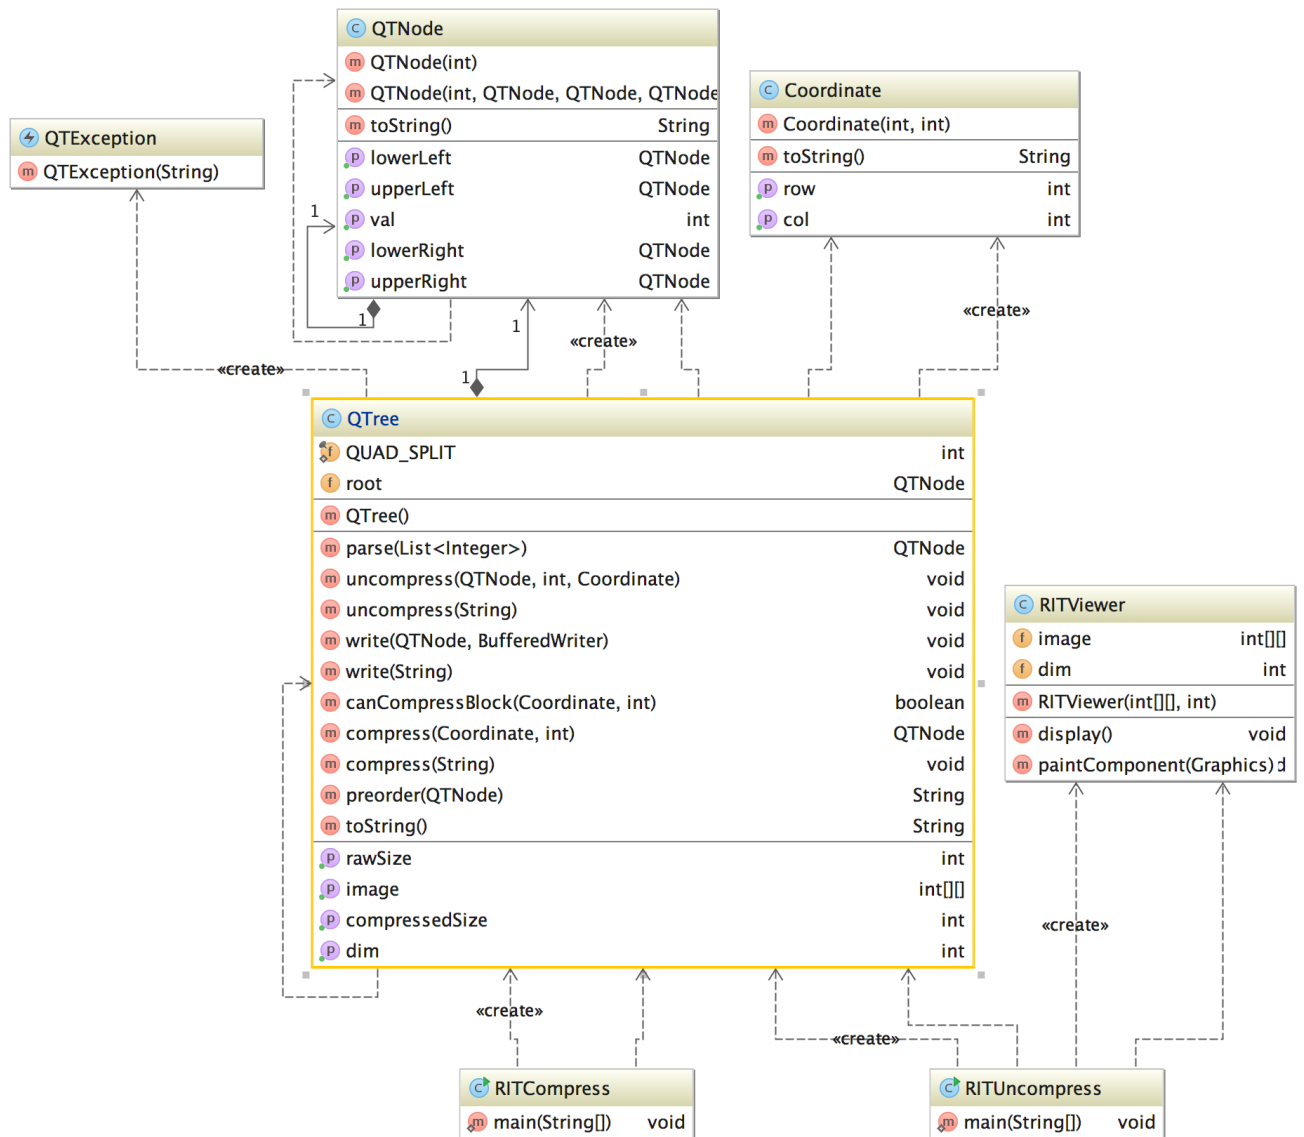 QTNode
QTNode(int)
QTNode(int, QTNode, QTNode, QTNode
toString() String
lowerLeft QTNode
upperLeft QTNode
val int
lowerRight QTNode
upperRight QTNode
Coordinate
Coordinate(int, int)
toString() String
row int
col int
QTException
QTException(String)
1
1
1
1
«create»
«create»
«create»
QTree
QUAD_SPLIT int
root QTNode
QTree()
parse(List<Integer>) QTNode
uncompress(QTNode, int, Coordinate) void
uncompress(String) void
write(QTNode, BufferedWriter) void
write(String) void
canCompressBlock(Coordinate, int) boolean
compress(Coordinate, int) QTNode
compress(String) void
preorder(QTNode) String
toString() String
rawSize int
image int[][]
compressedSize int
dim int
RITViewer
image int[][]
dim int
RITViewer(int[][], int)
display() void
paintComponent(Graphics) d
«create»
«create»
«create»
RITCompress
main(String[]) void
RITUncompress
main(String[]) void